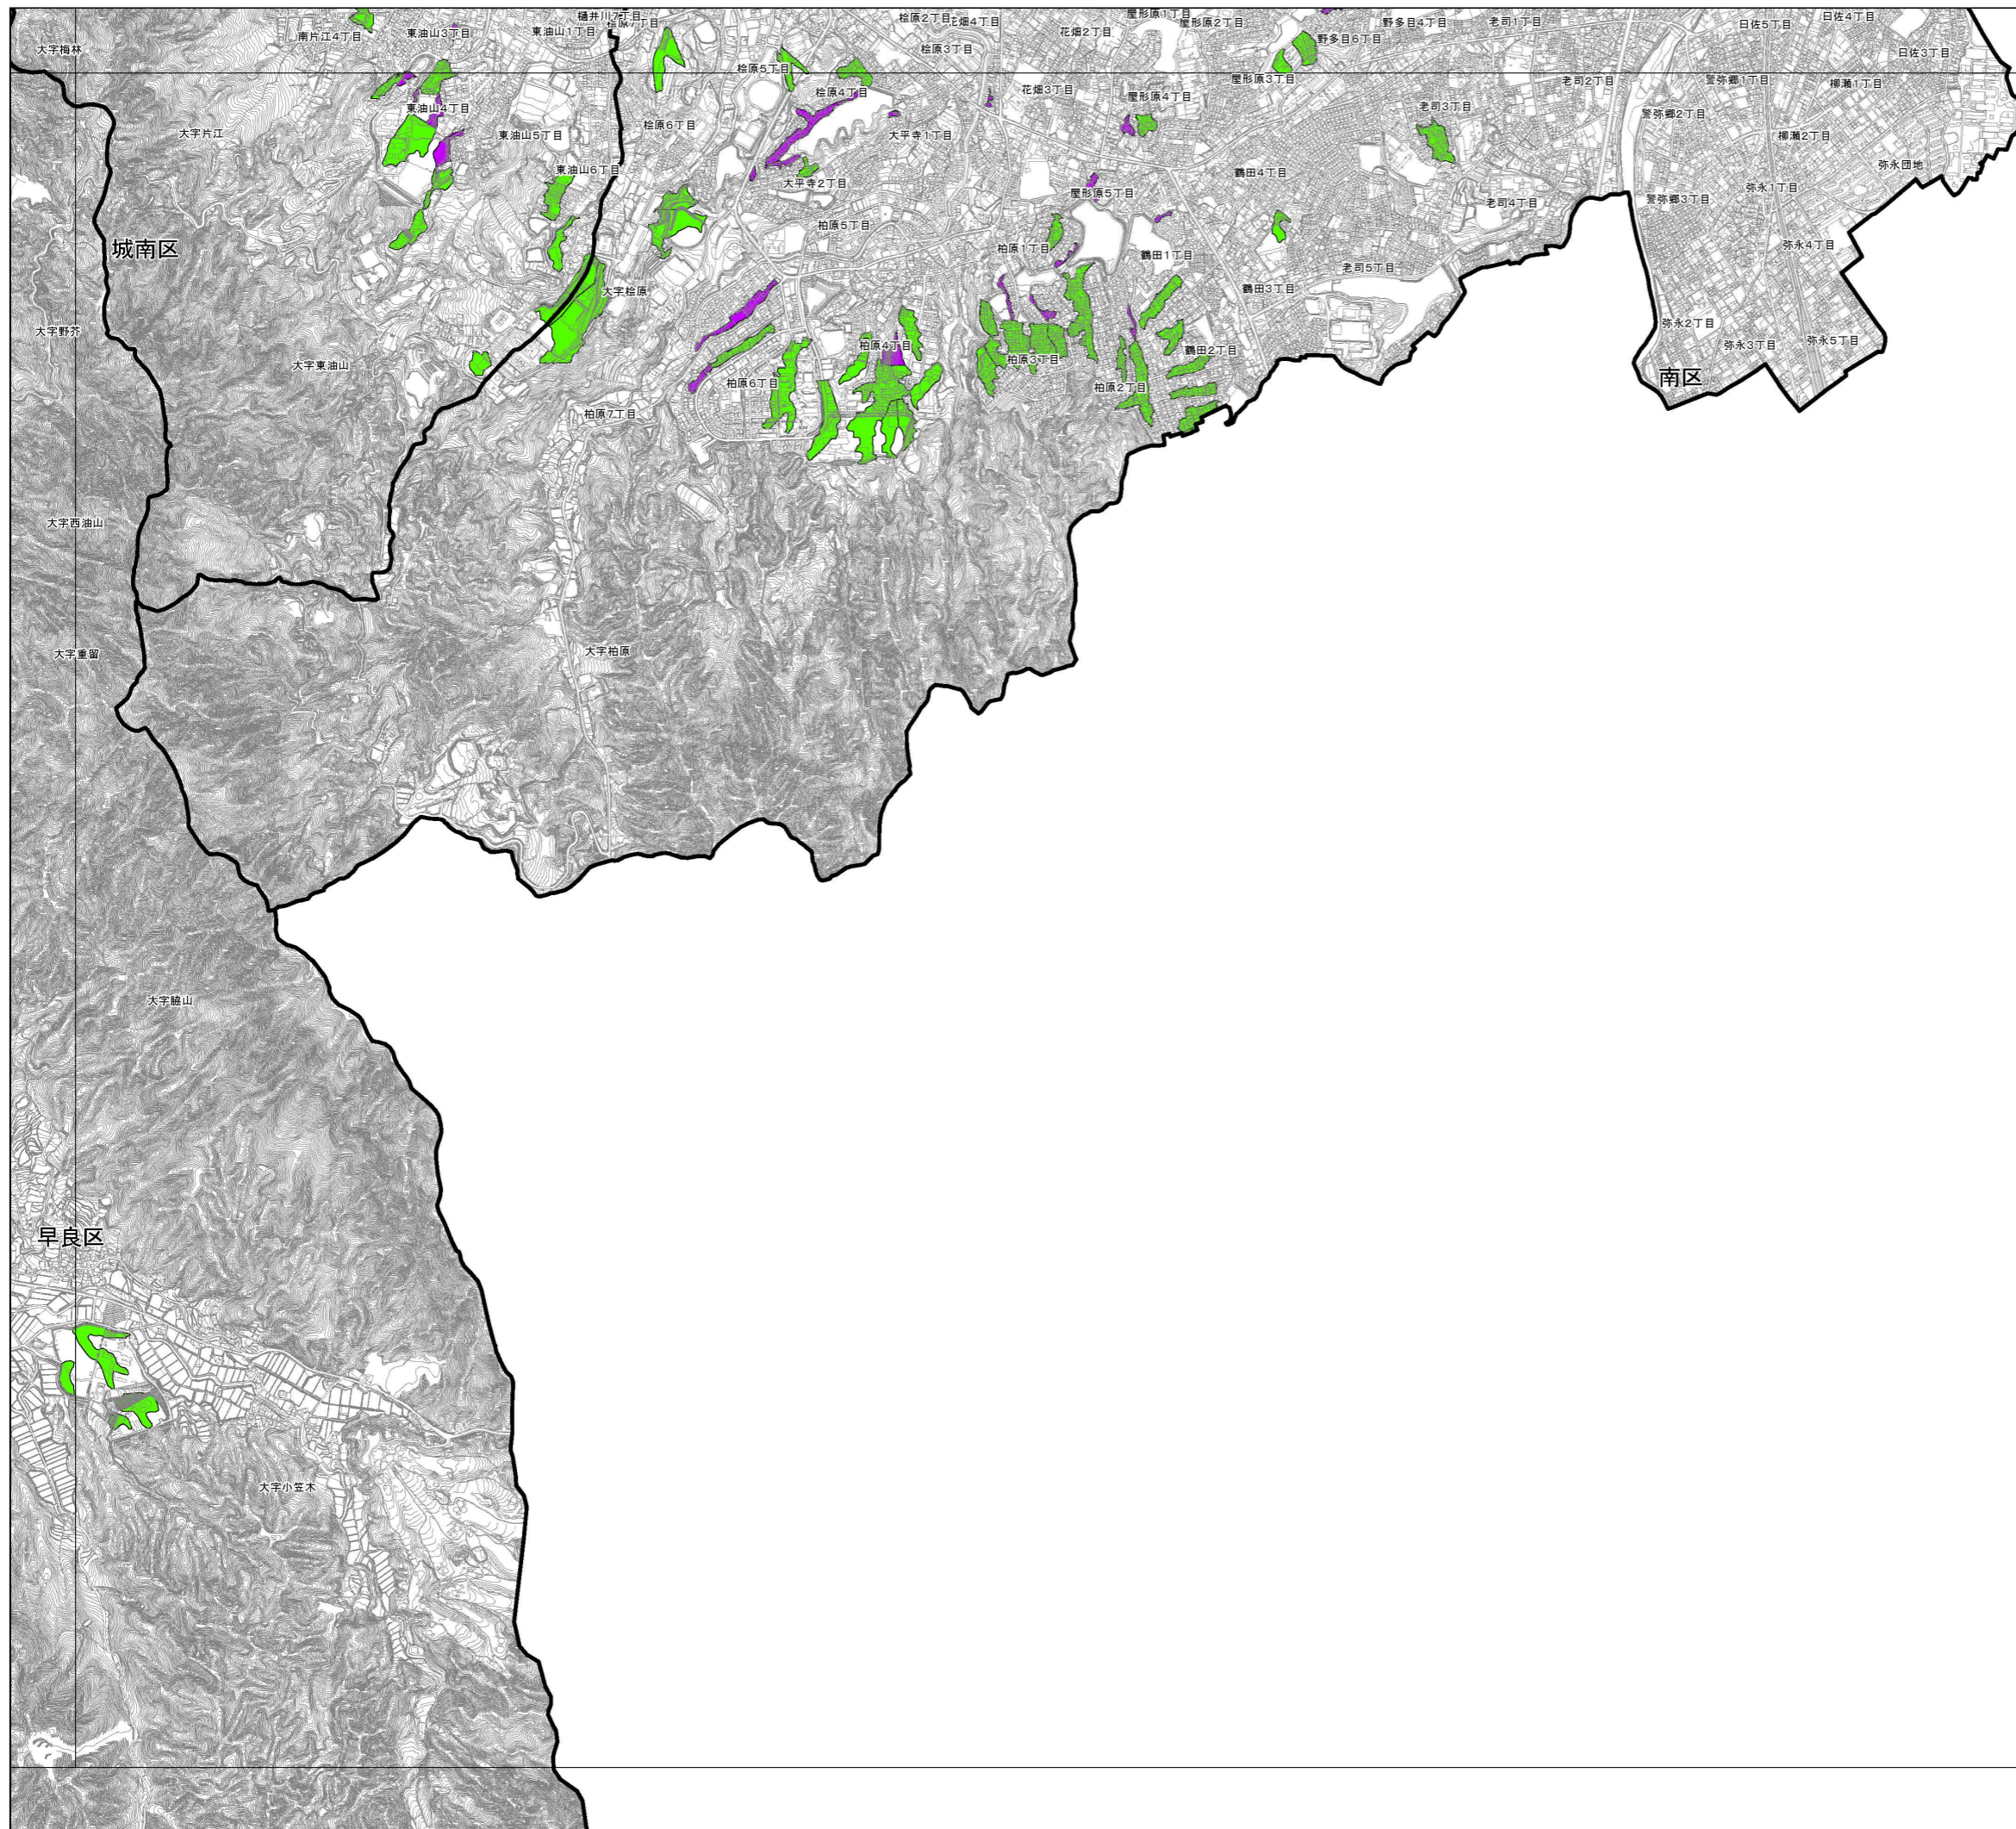 樋井川7丁目
桧原7丁目
桧原2丁目
花畑4丁目
屋形原1丁目
屋形原2丁目
野多目4丁目
老司1丁目
日佐5丁目
日佐4丁目
大字梅林
南片江4丁目
東油山3丁目
東油山1丁目
桧原3丁目
花畑2丁目
野多目6丁目
日佐3丁目
桧原5丁目
屋形原3丁目
老司2丁目
警弥郷1丁目
柳瀬1丁目
桧原4丁目
花畑3丁目
屋形原4丁目
東油山4丁目
老司3丁目
警弥郷2丁目
大字片江
東油山5丁目
桧原6丁目
大平寺1丁目
柳瀬2丁目
東油山6丁目
大平寺2丁目
鶴田4丁目
弥永団地
屋形原5丁目
弥永1丁目
老司4丁目
警弥郷3丁目
城南区
柏原5丁目
柏原1丁目
鶴田1丁目
弥永4丁目
老司5丁目
大字桧原
鶴田3丁目
大字野芥
弥永2丁目
大字東油山
柏原4丁目
柏原3丁目
鶴田2丁目
弥永3丁目
弥永5丁目
柏原6丁目
柏原2丁目
南区
柏原7丁目
大字西油山
大字重留
大字柏原
大字脇山
早良区
大字小笠木